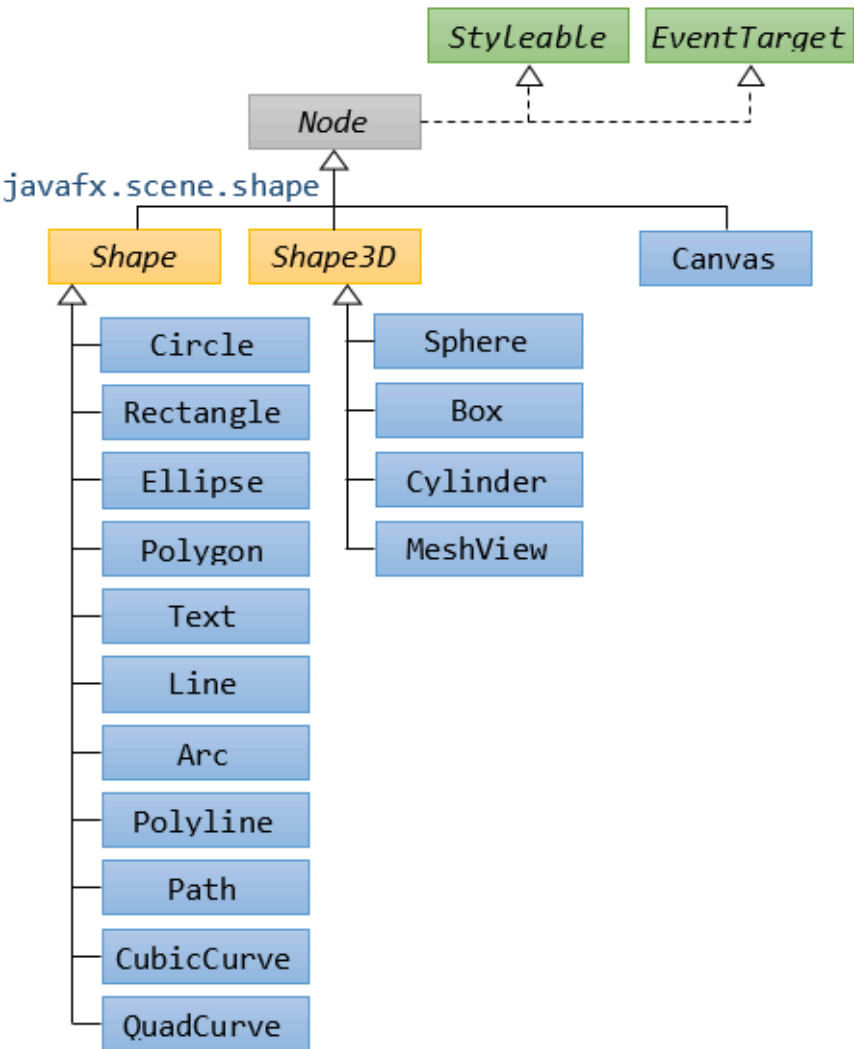 Styleable
EventTarget
Node
javafx.scene.shape
Shape
Shape3D
Canvas
Circle
Rectangle
Ellipse
Polygon
Text
Line
Arc
Polyline
Path
CubicCurve
QuadCurve
Sphere
Box
Cylinder
MeshView